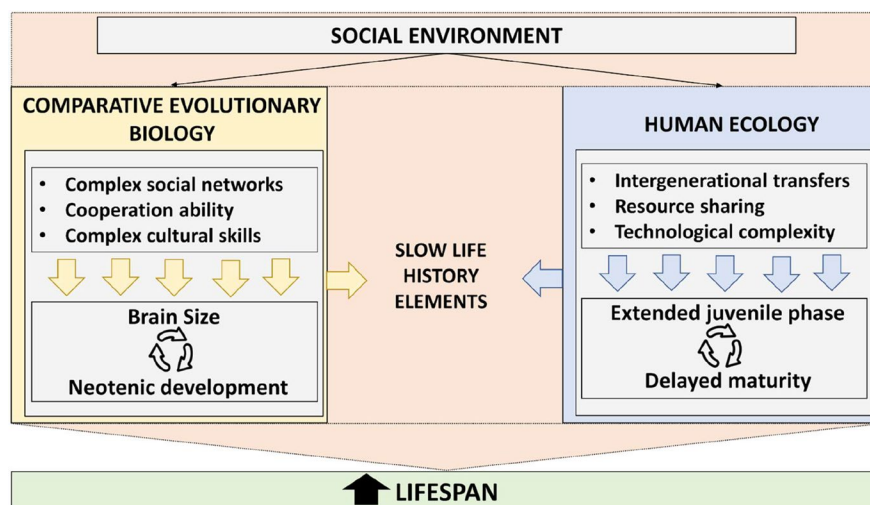 SOCIAL ENVIRONMENT
COMPARATIVE EVOLUTIONARY
BIOLOGY
• Complex social networks
• Cooperation ability
• Complex cultural skills
Brain Size
Neotenic development
SLOW LIFE
HISTORY
ELEMENTS
HUMAN ECOLOGY
• Intergenerational transfers
• Resource sharing
• Technological complexity
Extended juvenile phase
Delayed maturity
LIFESPAN